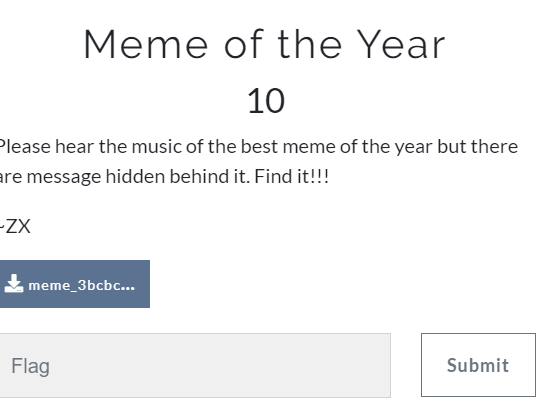 Meme of the Year
10
Please hear the music of the best meme of the year but there
are message hidden behind it. Find it!!!
~ZX
meme_3bcbc...
Flag
Submit